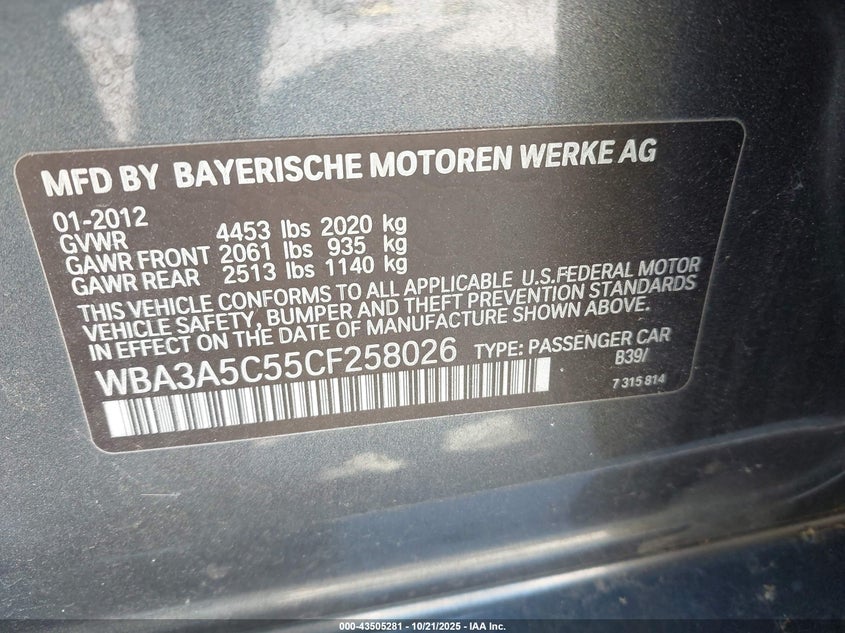 MFD BY BAYERISCHE MOTOREN WERKE AG
01-2012
GVWR 4453 lbs 2020 kg
GAWR FRONT 2061 lbs 935 kg
GAWR REAR 2513 lbs 1140 kg
THIS VEHICLE CONFORMS TO ALL APPLICABLE U.S.FEDERAL MOTOR
VEHICLE SAFETY, BUMPER AND THEFT PREVENTION STANDARDS
IN EFFECT ON THE DATE OF MANUFACTURE SHOWN ABOVE.
WBA3A5C55CF258026 TYPE: PASSENGER CAR
B39/
7 315 814
000-43505281 - 10/21/2025 - IAA Inc.